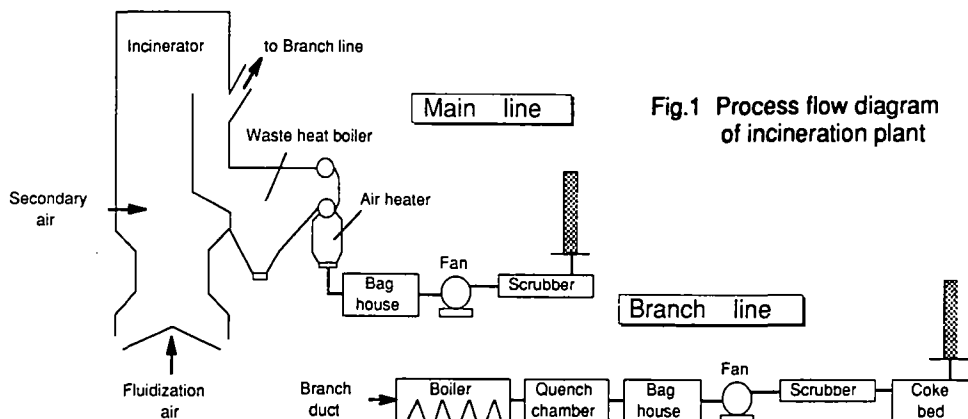 Incinerator
to Branch line
Main line
Fig.1 Process flow diagram
of incineration plant
Waste heat boiler
Secondary
air
Air heater
Fan
Bag
house
Scrubber
Branch line
Fluidization
air
Branch
duct
Boiler
Quench
chamber
Bag
house
Fan
Scrubber
Coke
bed